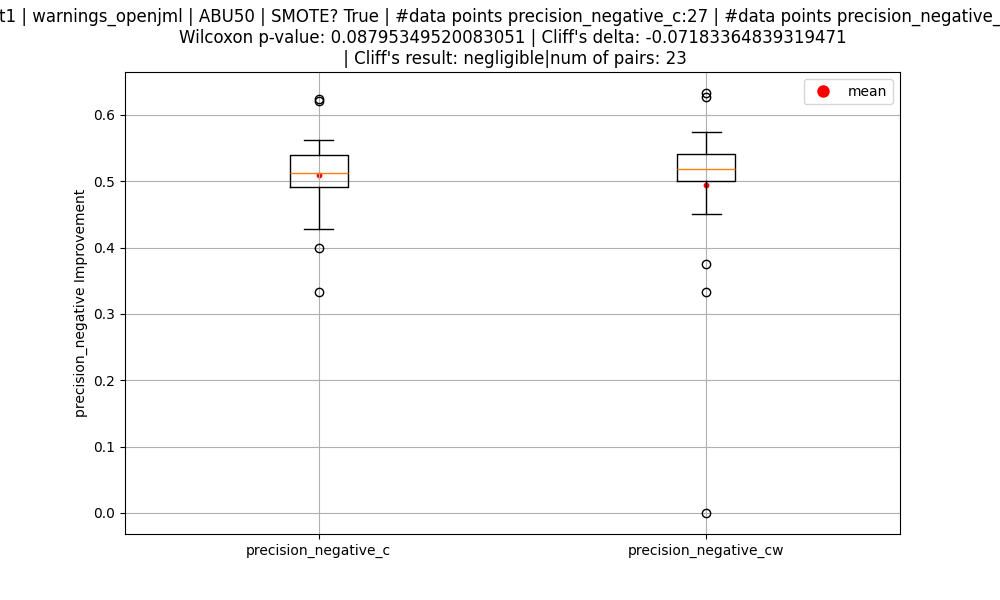 t1 | warnings_openjml | ABU50 | SMOTE? True | #data points precision_negative_c:27 | #data points precision_negative_
Wilcoxon p-value: 0.08795349520083051 | Cliff's delta: -0.07183364839319471
| Cliff's result: negligible|num of pairs: 23
mean
0.6
0.5
0.4
0.3
0.2
0.1
0.0
precision_negative Improvement
precision_negative_c
precision_negative_cw